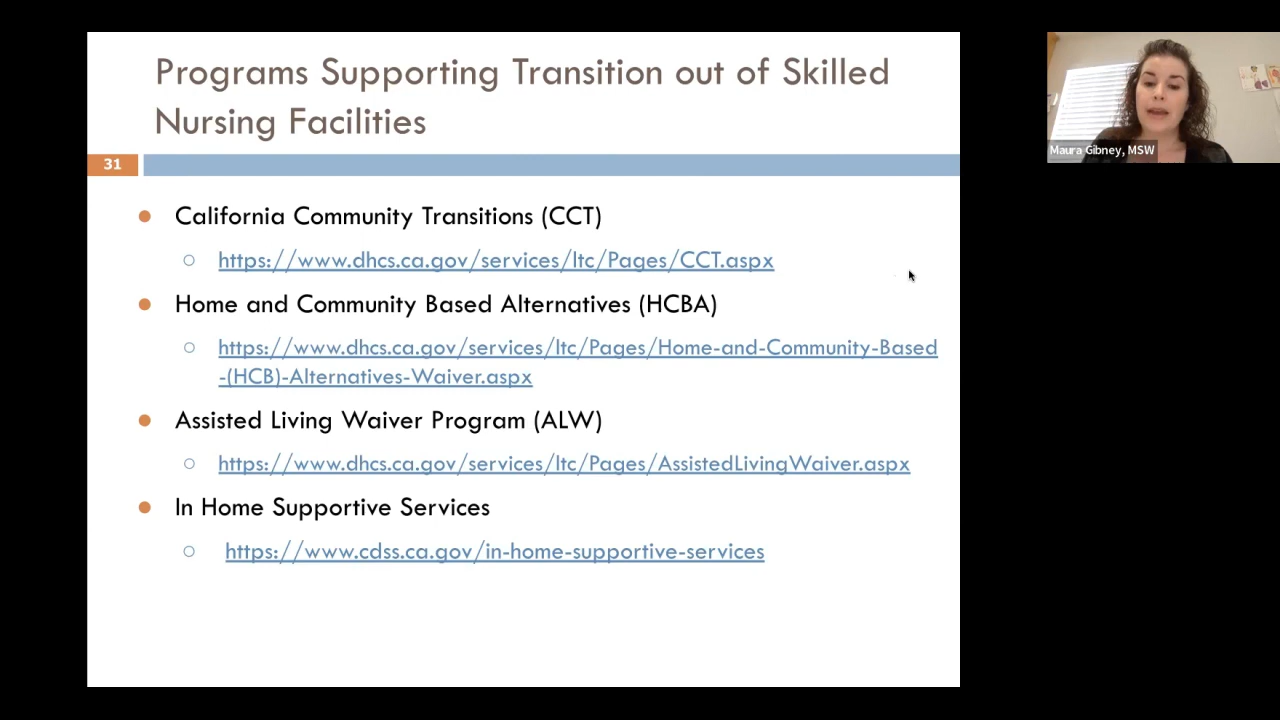 Programs Supporting Transition out of Skilled
Nursing Facilities
31
California Community Transitions (CCT)
https://www.dhcs.ca.gov/services/ltc/Pages/CCT.aspx
Home and Community Based Alternatives (HCBA)
https://www.dhcs.ca.gov/services/ltc/Pages/Home-and-Community-Based
-(HCB)-Alternatives-Waiver.aspx
Assisted Living Waiver Program (ALW)
https://www.dhcs.ca.gov/services/ltc/Pages/AssistedLivingWaiver.aspx
In Home Supportive Services
https://www.cdss.ca.gov/in-home-supportive-services
Maura Gibney, MSW